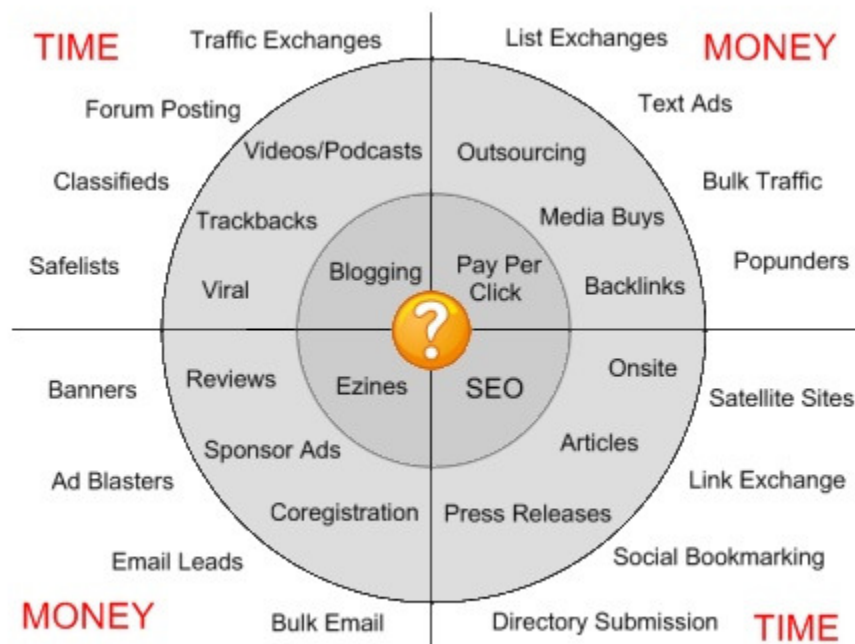 TIME
Traffic Exchanges
Forum Posting
Videos/Podcasts
Classifieds
Trackbacks
Safelists
Viral
Blogging
List Exchanges
MONEY
Text Ads
Outsourcing
Bulk Traffic
Media Buys
Pay Per
Click
Popunders
Backlinks
?
Banners
Reviews
Ezines
Sponsor Ads
Ad Blasters
Coregistration
Email Leads
MONEY
Bulk Email
SEO
Onsite
Satellite Sites
Articles
Link Exchange
Press Releases
Social Bookmarking
Directory Submission
TIME